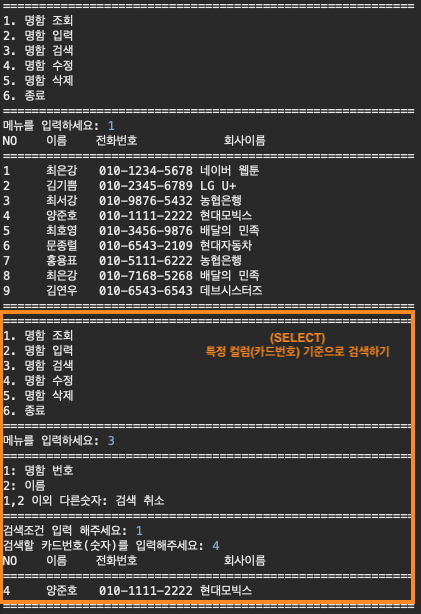 ==========================================================
1. 명함 조회
2. 명함 입력
3. 명함 검색
4. 명함 수정
5. 명함 삭제
6. 종료
==========================================================
메뉴를 입력하세요: 1
NO 이름 전화번호 회사이름
==========================================================
1 최은강 010-1234-5678 네이버 웹툰
2 김기쁨 010-2345-6789 LG U+
3 최서강 010-9876-5432 농협은행
4 양준호 010-1111-2222 현대모빅스
5 최호영 010-3456-9876 배달의 민족
6 문종렬 010-6543-2109 현대자동차
7 홍용표 010-5111-6222 농협은행
8 최은강 010-7168-5268 배달의 민족
9 김연우 010-6543-6543 데브시스터즈
==========================================================
==========================================================
1. 명함 조회
(SELECT)
2. 명함 입력
특정 컬럼(카드번호) 기준으로 검색하기
3. 명함 검색
4. 명함 수정
5. 명함 삭제
6. 종료
==========================================================
메뉴를 입력하세요: 3
==========================================================
1: 명함 번호
2: 이름
1,2 이외 다른숫자: 검색 취소
==========================================================
검색조건 입력 해주세요: 1
검색할 카드번호(숫자)를 입력해주세요: 4
NO 이름 전화번호 회사이름
==========================================================
4 양준호 010-1111-2222 현대모빅스
==========================================================